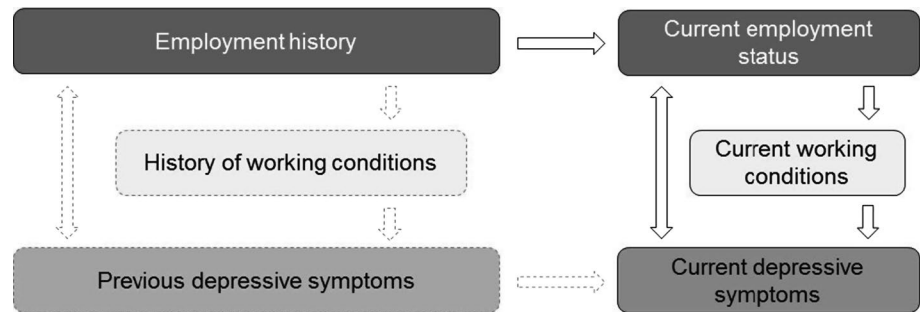 Employment history
Current employment
status
History of working conditions
Current working
conditions
Previous depressive symptoms
Current depressive
symptoms